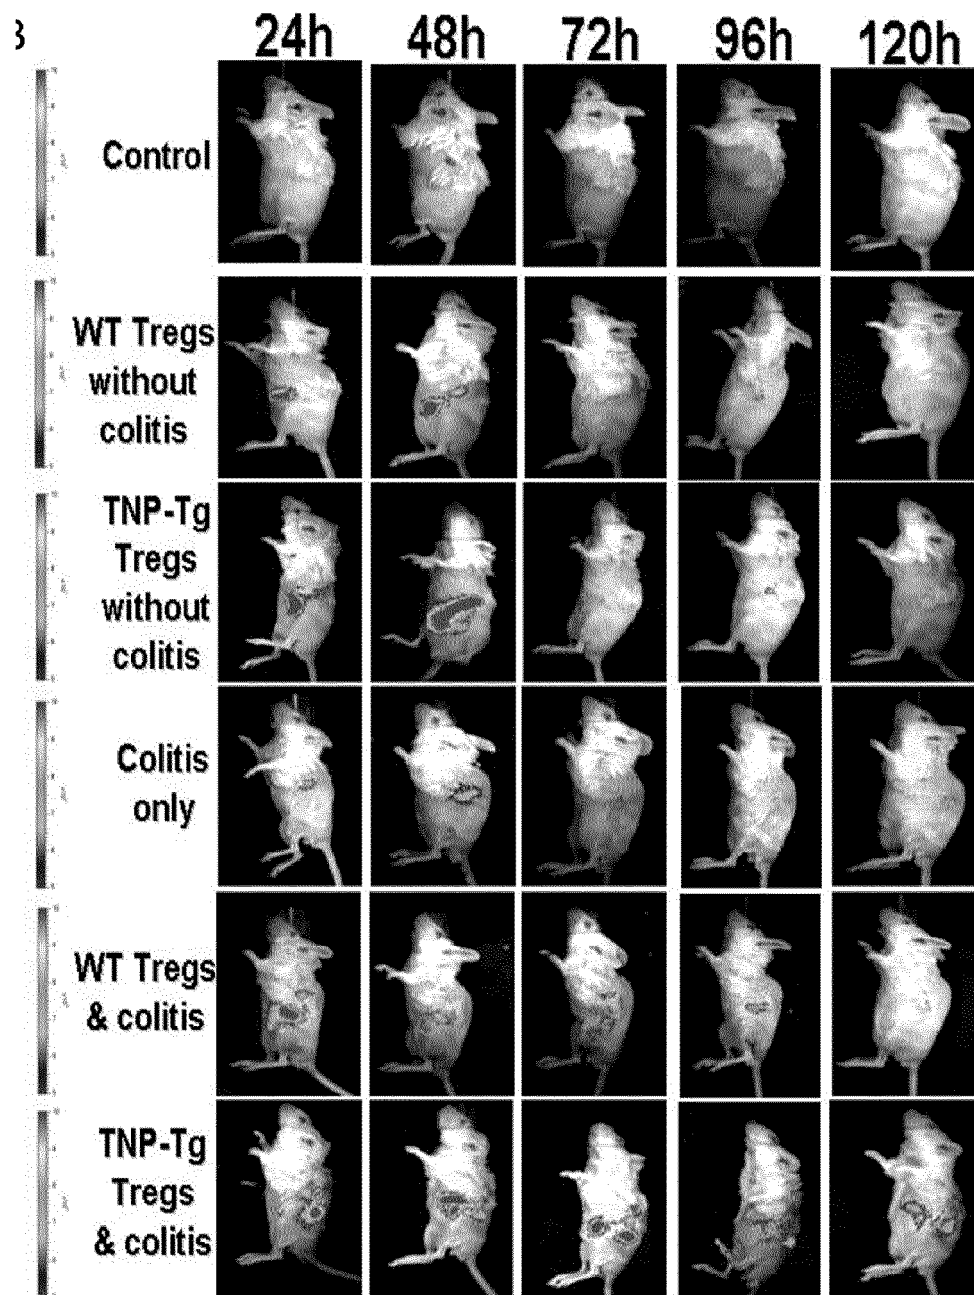 24h 48h 72h 96h 120h
Control
WT Tregs
without
colitis
TNP-Tg
Tregs
without
colitis
Colitis
only
WT Tregs
& colitis
TNP-Tg
Tregs
& colitis